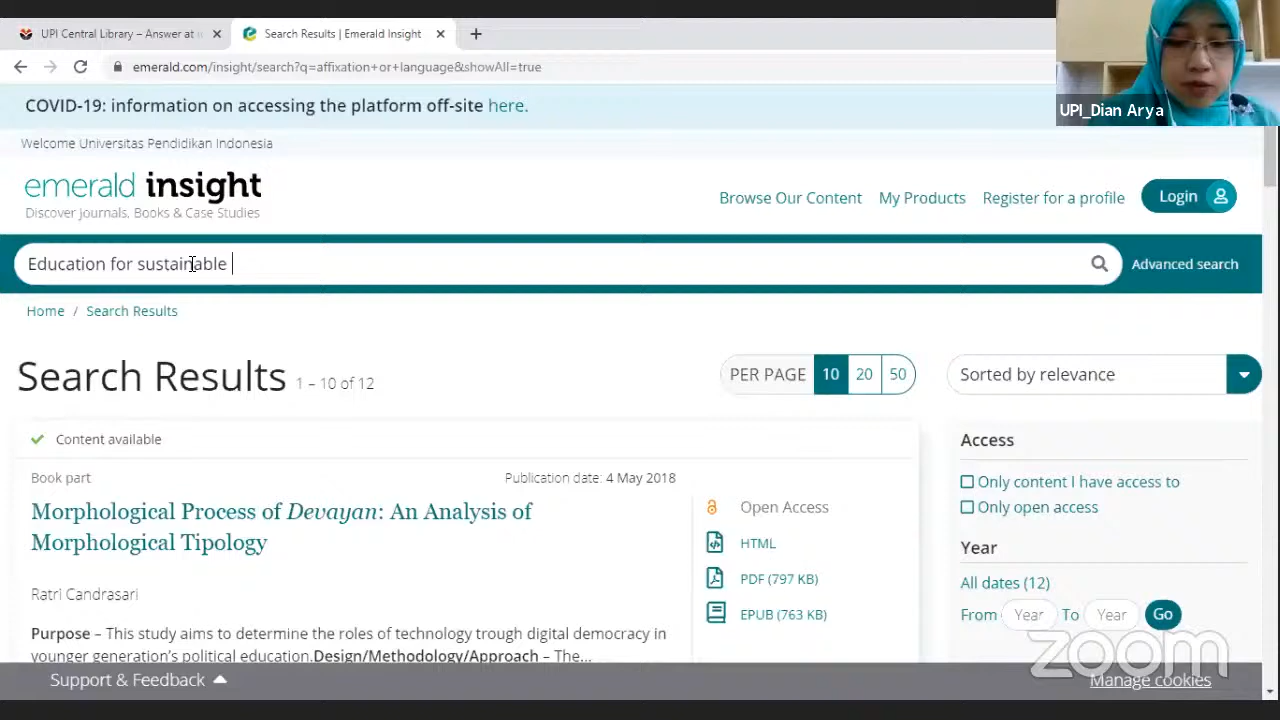 UPI Central Library – Answer at
Search Results | Emerald Insight
emerald.com/insight/search?q=affixation+or+language&showAll=true
UPI_Dian Arya
COVID-19: information on accessing the platform off-site here.
Welcome Universitas Pendidikan Indonesia
emerald insight
Discover Journals, Books & Case Studies
Browse Our Content
My Products
Register for a profile
Login
Education for sustainable
Advanced search
Home / Search Results
Search Results 1 – 10 of 12
PER PAGE 10 20 50
Sorted by relevance
Content available
Book part
Publication date: 4 May 2018
Morphological Process of Devayan: An Analysis of
Morphological Tipology
Ratri Candrasari
Purpose – This study aims to determine the roles of technology trough digital democracy in
younger generation's political education.Design/Methodology/Approach – The...
Open Access
HTML
PDF (797 KB)
EPUB (763 KB)
Access
Only content I have access to
Only open access
Year
All dates (12)
From Year To Year Go
zoom
Support & Feedback
Manage cookies